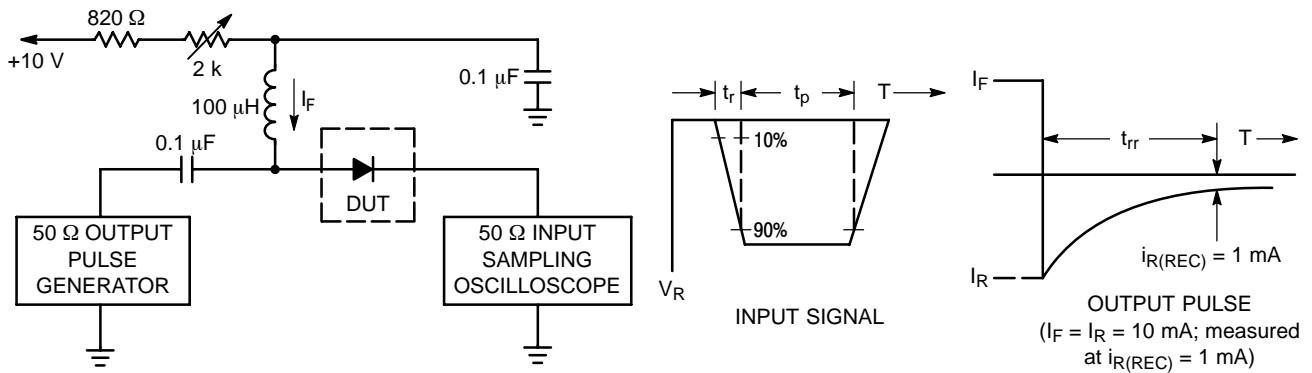 820 Ω
+10 V
2 k
0.1 μF
100 μH
I_F
0.1 μF
DUT
50 Ω OUTPUT
PULSE
GENERATOR
50 Ω INPUT
SAMPLING
OSCILLOSCOPE
t_r
t_p
T
10%
90%
V_R
INPUT SIGNAL
I_F
t_rr
T
i_R(REC) = 1 mA
I_R
OUTPUT PULSE
(I_F = I_R = 10 mA; measured
at i_R(REC) = 1 mA)